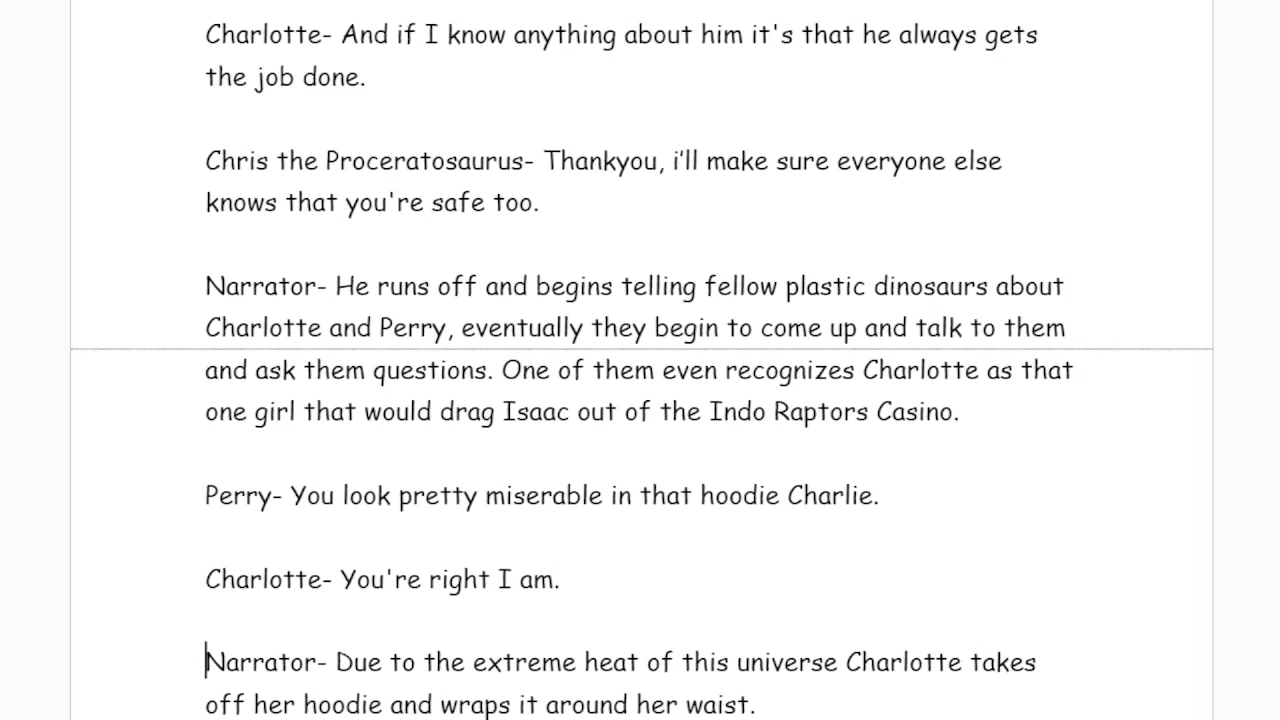 Charlotte- And if I know anything about him it's that he always gets
the job done.
Chris the Proceratosaurus- Thankyou, i'll make sure everyone else
knows that you're safe too.
Narrator- He runs off and begins telling fellow plastic dinosaurs about
Charlotte and Perry, eventually they begin to come up and talk to them
and ask them questions. One of them even recognizes Charlotte as that
one girl that would drag Isaac out of the Indo Raptors Casino.
Perry- You look pretty miserable in that hoodie Charlie.
Charlotte- You're right I am.
Narrator- Due to the extreme heat of this universe Charlotte takes
off her hoodie and wraps it around her waist.